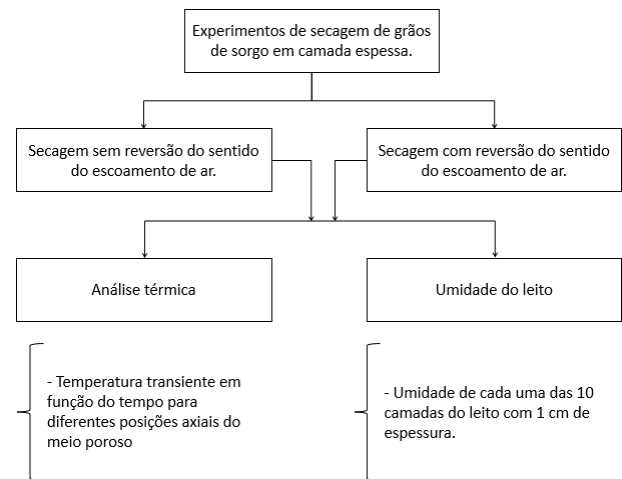 Experimentos de secagem de grãos
de sorgo em camada espessa.
Secagem sem reversão do sentido
do escoamento de ar.
Secagem com reversão do sentido
do escoamento de ar.
Análise térmica
Umidade do leito
- Temperatura transiente em
função do tempo para
diferentes posições axiais do
meio poroso
- Umidade de cada uma das 10
camadas do leito com 1 cm de
espessura.